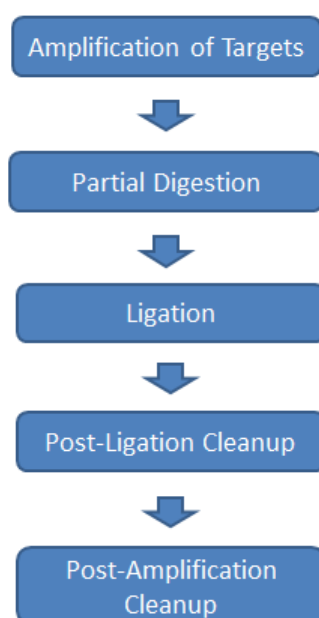 Amplification of Targets
Partial Digestion
Ligation
Post-Ligation Cleanup
Post-Amplification
Cleanup